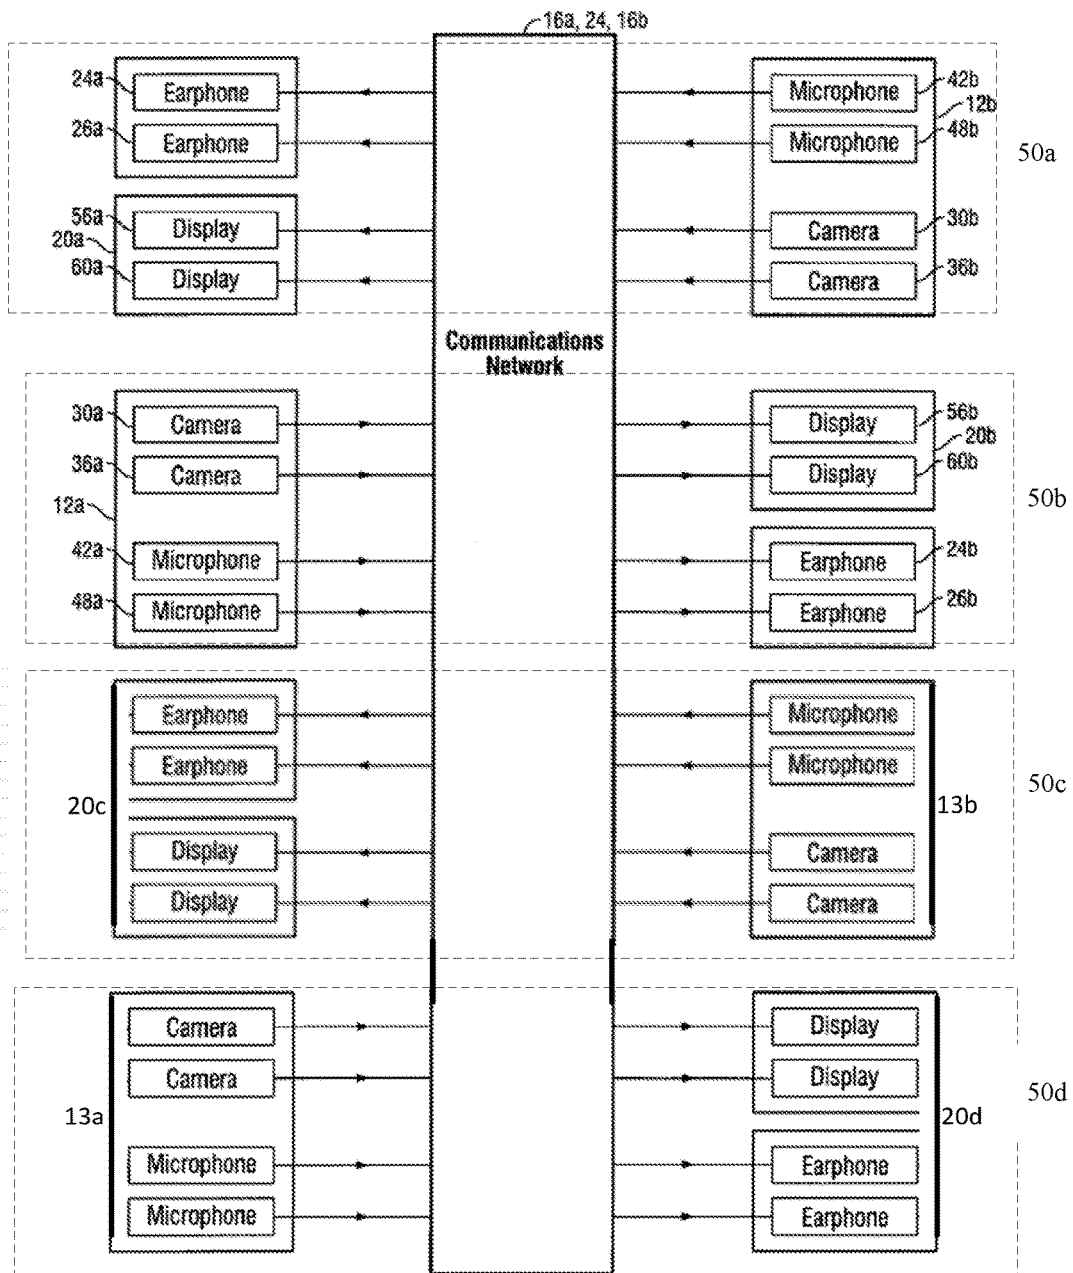 16a, 24, 16b
24a Earphone Microphone 42b
12b
26a Earphone Microphone 48b
50a
56a Display Camera 30b
20a
60a Display Camera 36b
Communications
Network
30a Camera Display 56b
20b
36a Camera Display 60b
50b
12a
42a Microphone Earphone 24b
48a Microphone Earphone 26b
Earphone Microphone
Earphone Microphone
50c
20c 13b
Display Camera
Display Camera
Camera Display
Camera Display
50d
13a 20d
Microphone Earphone
Microphone Earphone